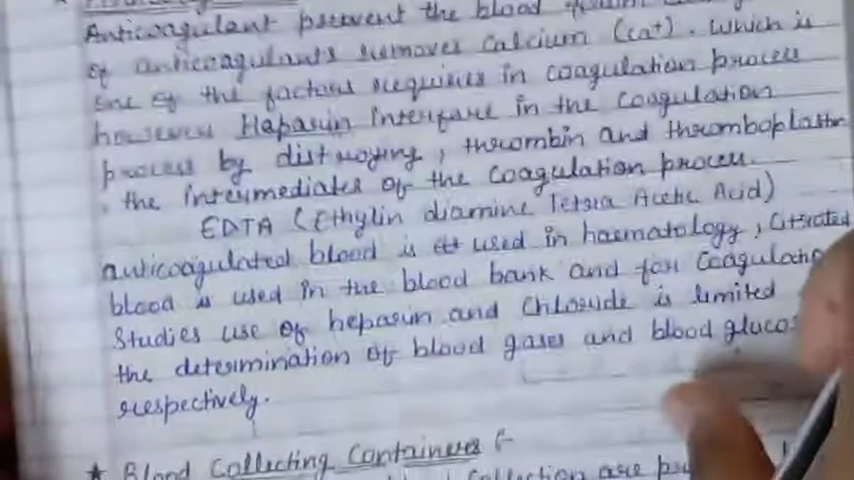 Anticoagulant prevent the blood
of anticoagulants removes calcium (ca+). Which is
one of the factors requires in coagulation process
however Haparin interfare in the coagulation
process by distroying, thrombin and thromboplastin
the intermediates of the coagulation process.
EDTA (Ethylin diamine Tetra Acetic Acid)
anticoagulated blood is used in haematology, Citrated
blood is used in the blood bank and for Coagulatio
Studies use of heparin and Chloride is limited
the determination of blood gases and blood gluco
respectively.
★ Blood Collecting Containers :-
Collection are